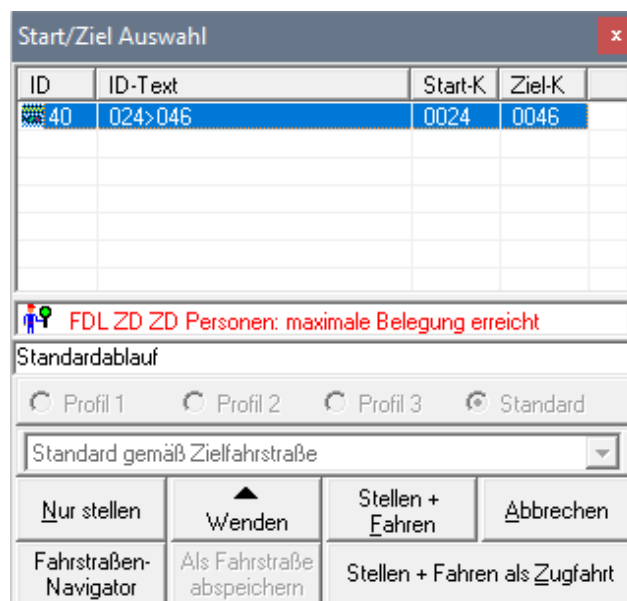 Start/Ziel Auswahl
x
ID ID-Text Start-K Ziel-K
40 024>046 0024 0046
FDL ZD ZD Personen: maximale Belegung erreicht
Standardablauf
Profil 1 Profil 2 Profil 3 Standard
Standard gemäß Zielfahrstraße
Nur stellen Wenden Stellen + Fahren Abbrechen
Fahrstraßen-Navigator Als Fahrstraße abspeichern Stellen + Fahren als Zugfahrt